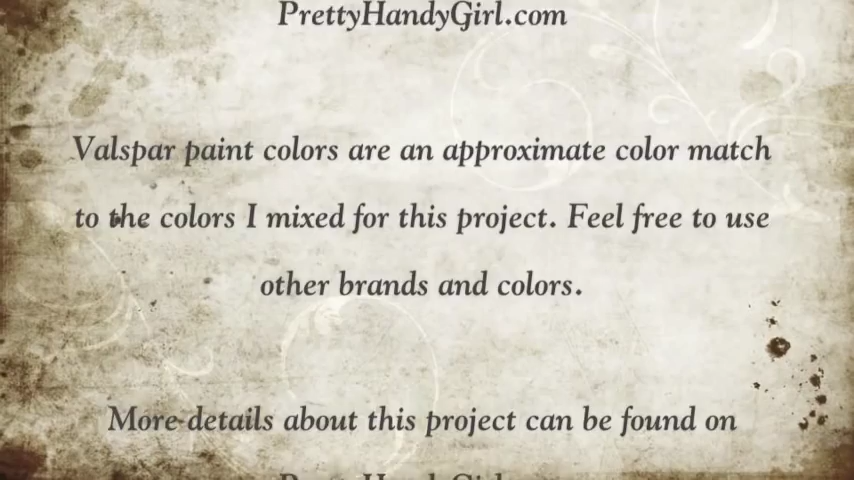 PrettyHandyGirl.com
Valspar paint colors are an approximate color match
to the colors I mixed for this project. Feel free to use
other brands and colors.
More details about this project can be found on